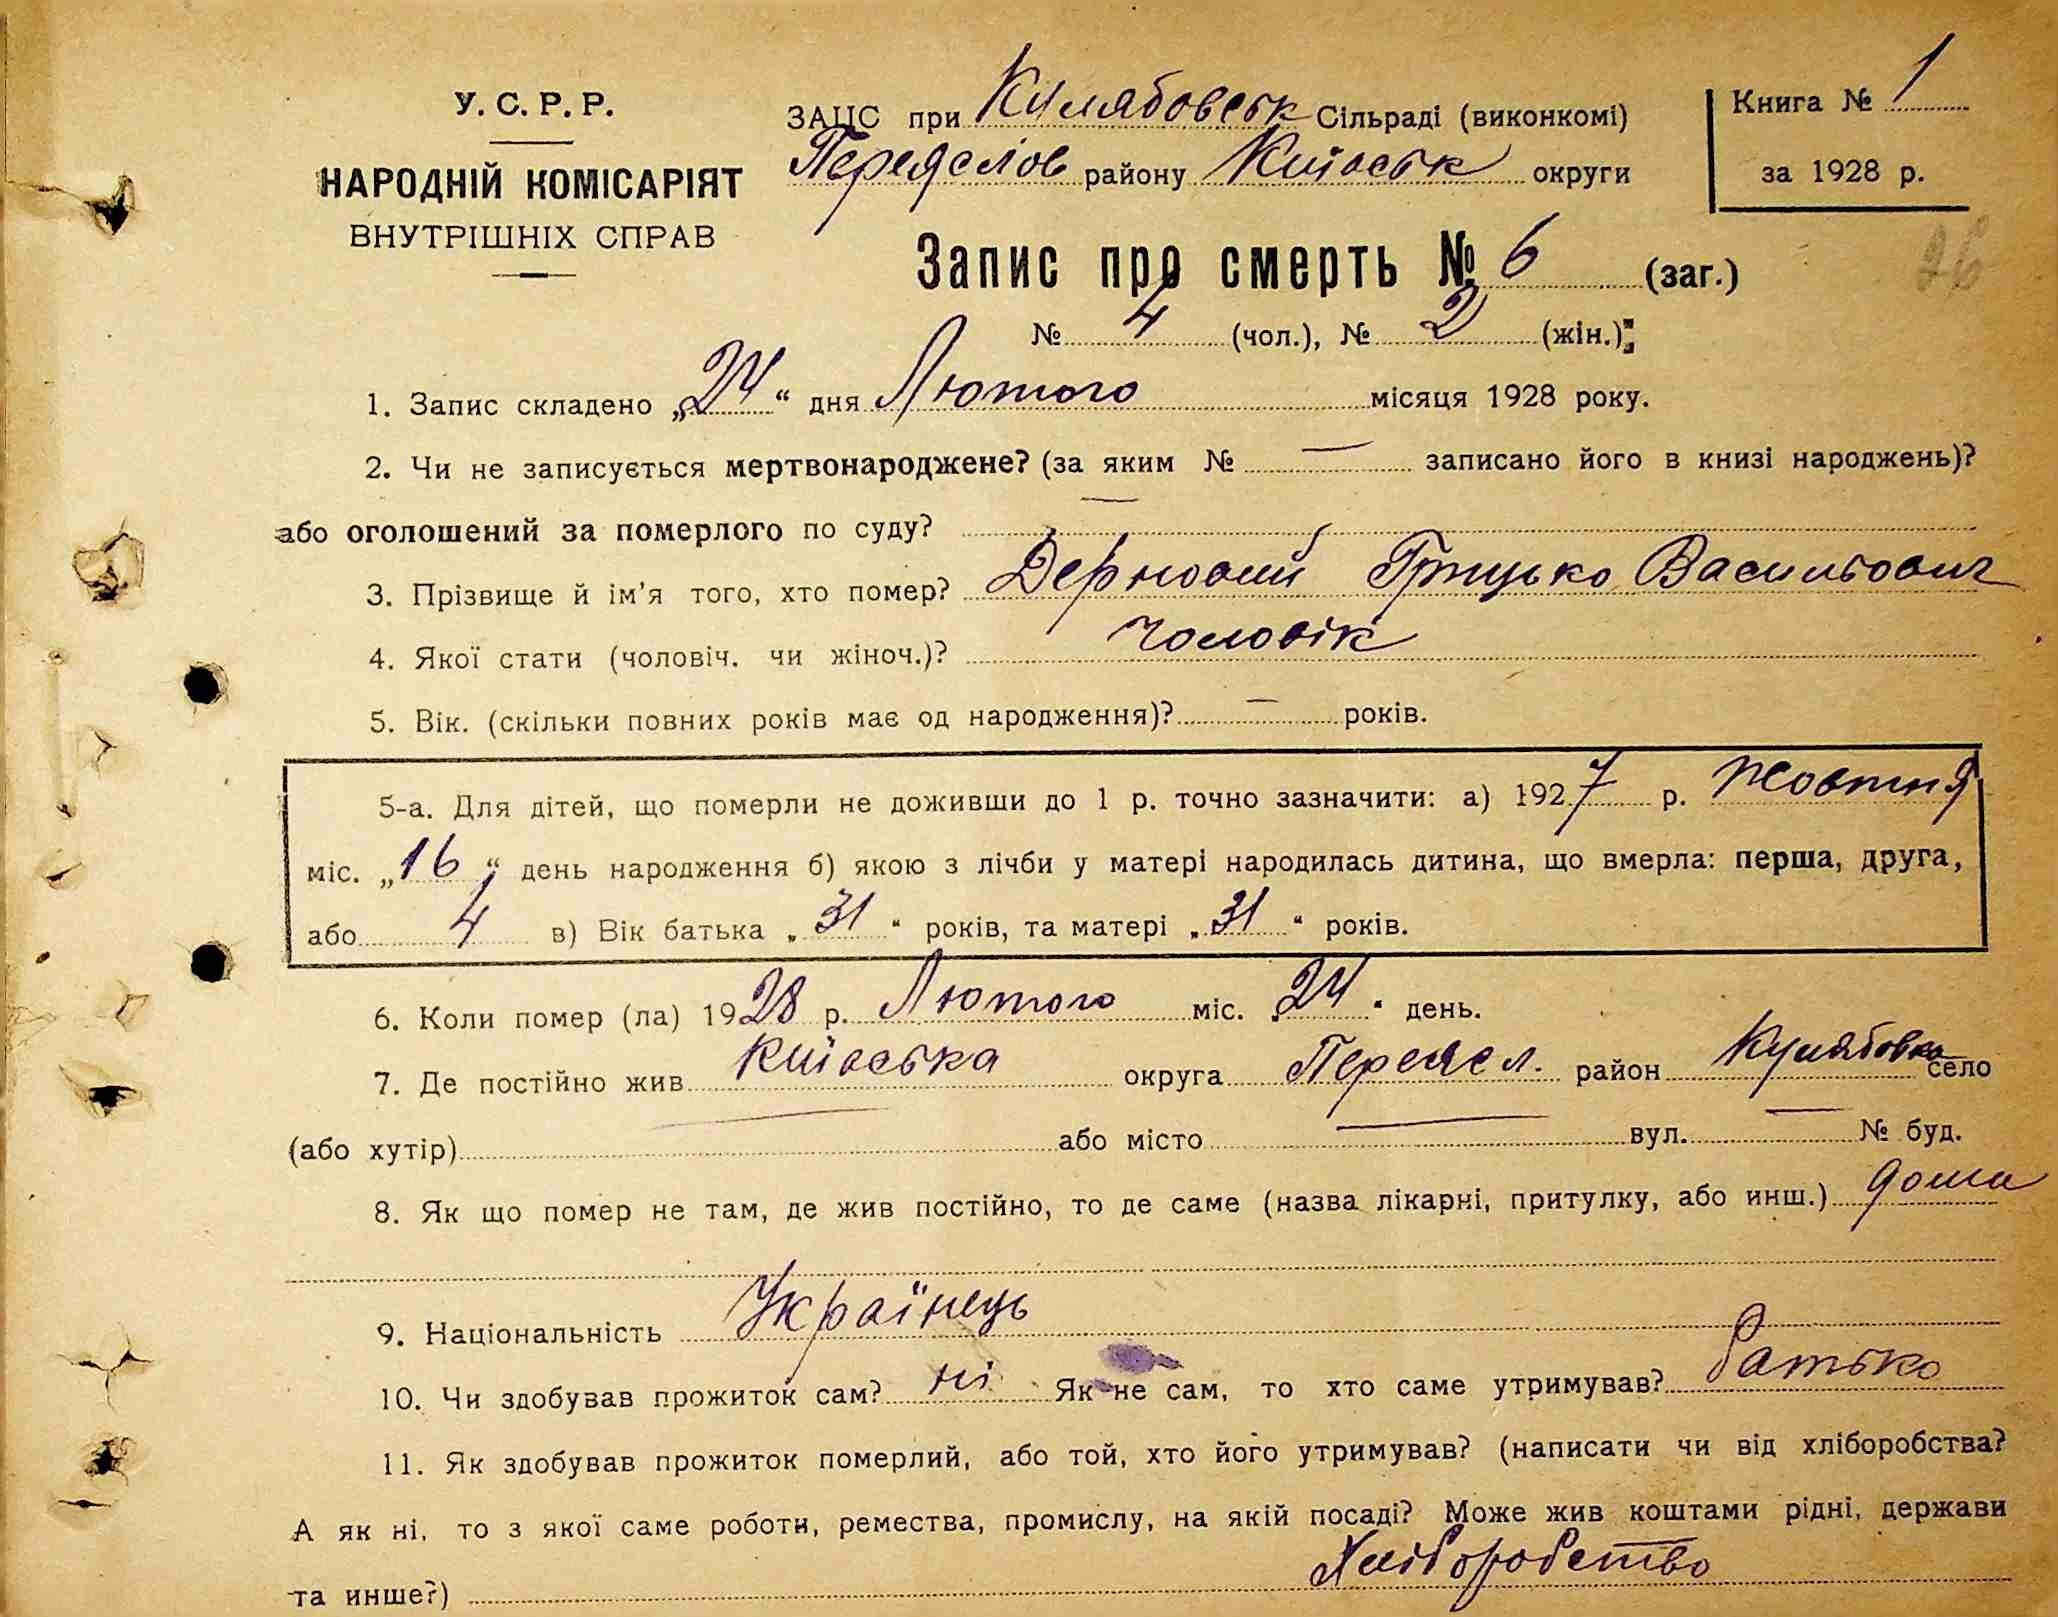 У. С. Р. Р.
НАРОДНІЙ КОМІСАРІЯТ
ВНУТРІШНІХ СПРАВ
ЗАЦС при Кулябовськ Сільраді (виконкомі)
Переяслов району Київськ округи
Книга № 1
за 1928 р.
Запис про смерть № 6 (заг.)
26
№ 4 (чол.), № 2 (жін.);
1. Запис складено „24“ дня Лютого місяця 1928 року.
2. Чи не записується мертвонароджене? (за яким № — записано його в книзі народжень)?
або оголошений за померлого по суду? —
3. Прізвище й ім’я того, хто помер? Дерновий Грицько Васильович
4. Якої стати (чоловіч. чи жіноч.)? чоловік
5. Вік. (скільки повних років має од народження)? — років.
5-а. Для дітей, що померли не доживши до 1 р. точно зазначити: а) 1927 р. Жовтня
міс. „16“ день народження б) якою з лічби у матері народилась дитина, що вмерла: перша, друга,
або 4 в) Вік батька „31“ років, та матері „31“ років.
6. Коли помер (ла) 1928 р. Лютого міс. „24“ день.
7. Де постійно жив Київська округа Переясл. район Кулябовка село
(або хутір) — або місто — вул. — № буд.
8. Як що помер не там, де жив постійно, то де саме (назва лікарні, притулку, або инш.) дома
9. Національність Українець
10. Чи здобував прожиток сам? ні Як не сам, то хто саме утримував? батько
11. Як здобував прожиток померлий, або той, хто його утримував? (написати чи від хліборобства?
А як ні, то з якої саме роботи, ремества, промислу, на якій посаді? Може жив коштами рідні, держави
та инше?) Хліборобство